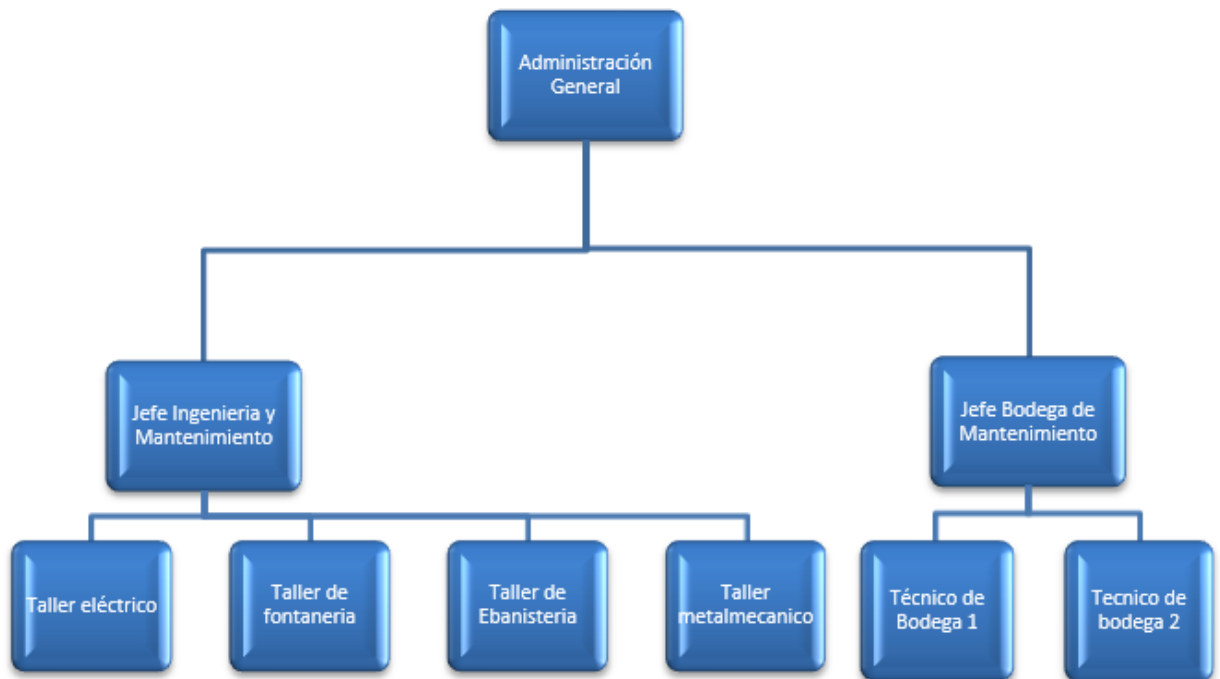 Administración
General
Jefe Ingenieria y
Mantenimiento
Jefe Bodega de
Mantenimiento
Taller eléctrico
Taller de
fontaneria
Taller de
Ebanisteria
Taller
metalmecanico
Técnico de
Bodega 1
Tecnico de
bodega 2